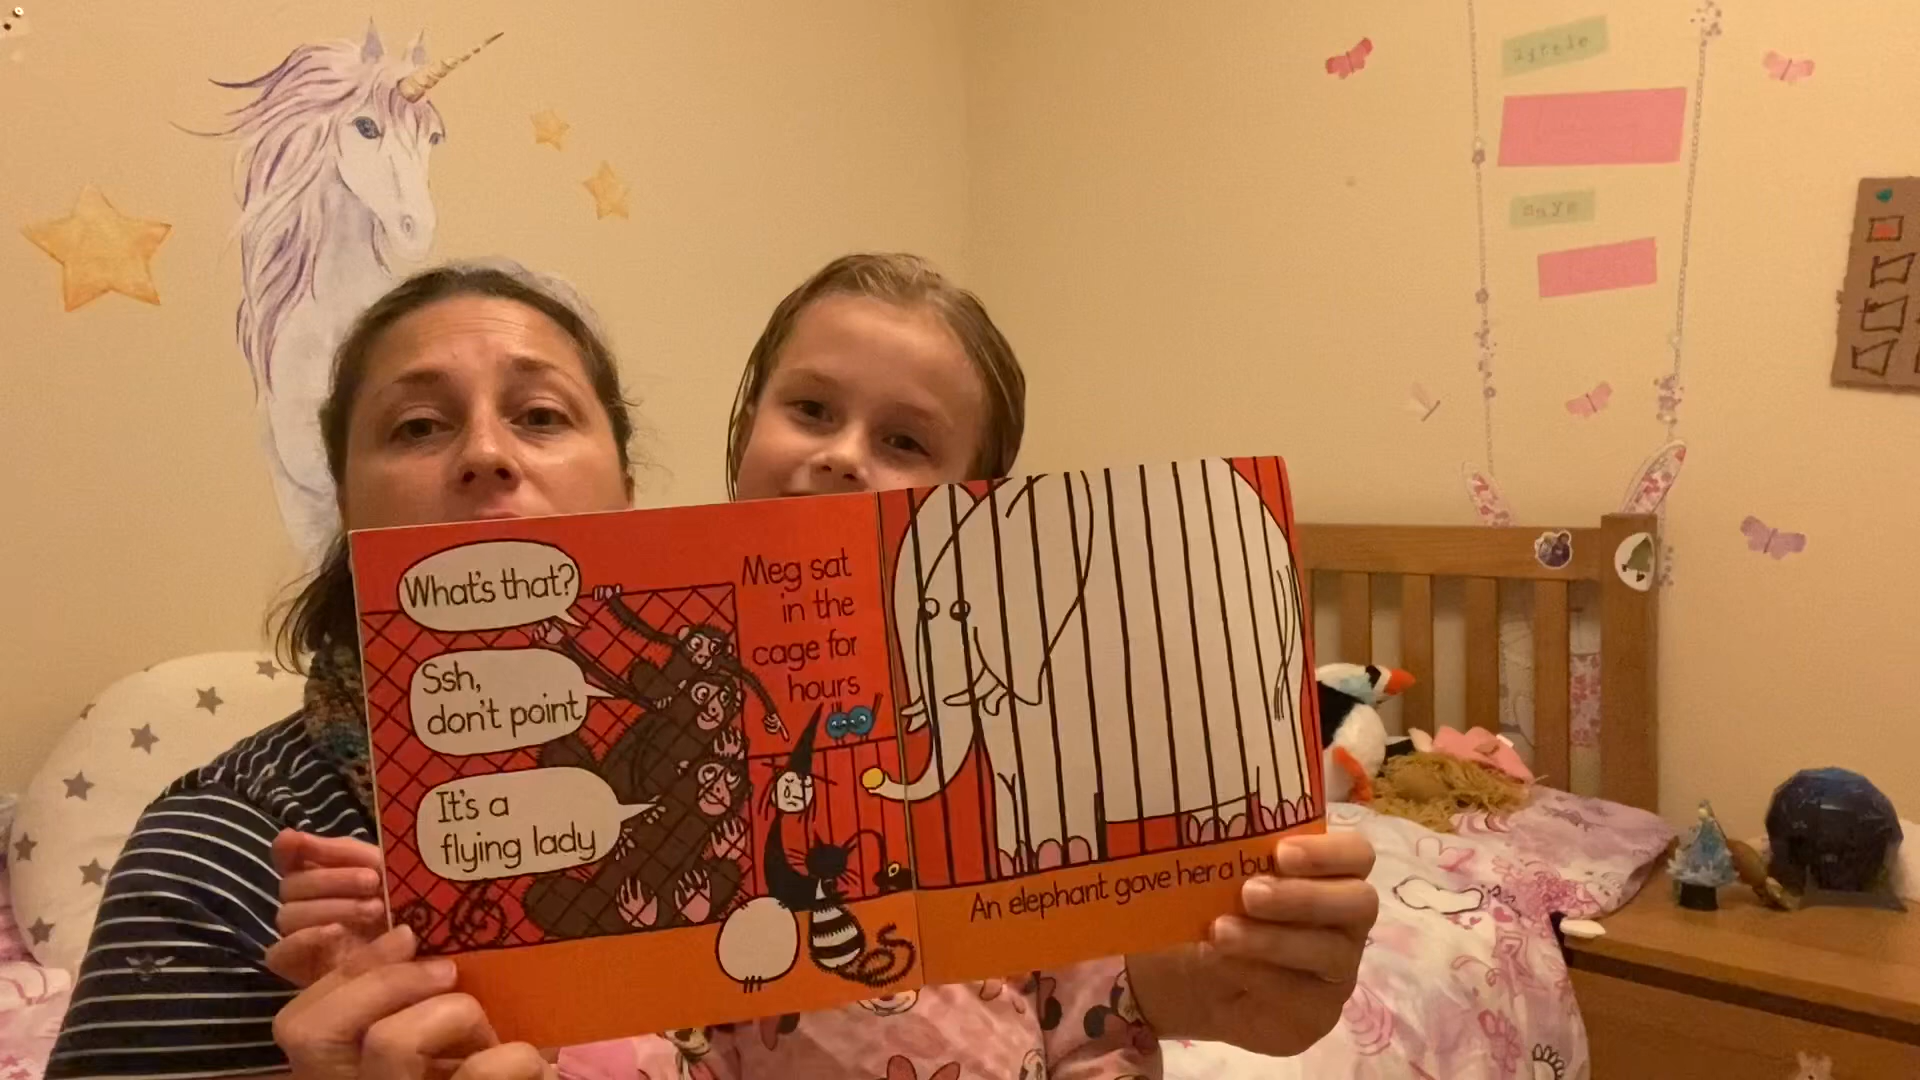 What's that?
Ssh,
don't point
It's a
flying lady
Meg sat
in the
cage for
hours
An elephant gave her a